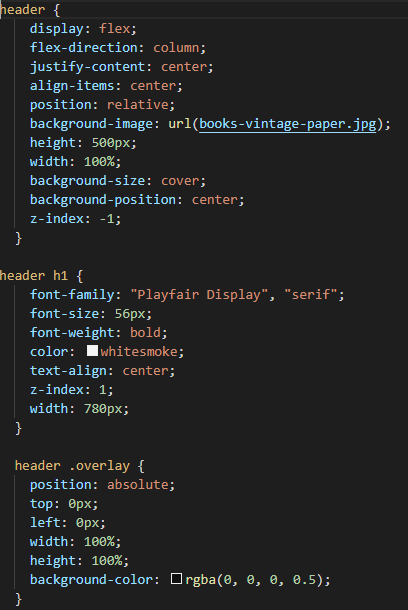 header {
display: flex;
flex-direction: column;
justify-content: center;
align-items: center;
position: relative;
background-image: url(books-vintage-paper.jpg);
height: 500px;
width: 100%;
background-size: cover;
background-position: center;
z-index: -1;
}
header h1 {
font-family: "Playfair Display", "serif";
font-size: 56px;
font-weight: bold;
color: whitesmoke;
text-align: center;
z-index: 1;
width: 780px;
}
header .overlay {
position: absolute;
top: 0px;
left: 0px;
width: 100%;
height: 100%;
background-color: rgba(0, 0, 0, 0.5);
}